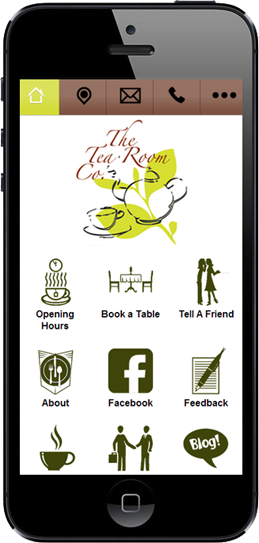 The
Tea Room
Co.
Opening
Hours
Book a Table
Tell A Friend
About
Facebook
Feedback
Blog!